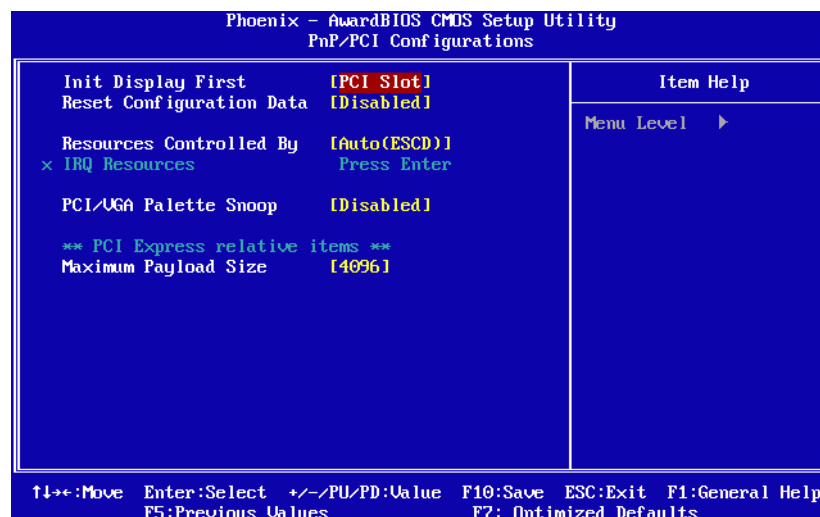 Phoenix - AwardBIOS CMOS Setup Utility
PnP/PCI Configurations
Init Display First [PCI Slot]
Reset Configuration Data [Disabled]
Resources Controlled By [Auto(ESCD)]
x IRQ Resources Press Enter
PCI/VGA Palette Snoop [Disabled]
** PCI Express relative items **
Maximum Payload Size [4096]
Item Help
Menu Level ▶
↑↓→←:Move Enter:Select +/-/PU/PD:Value F10:Save ESC:Exit F1:General Help
F5:Previous Values F7: Optimized Defaults